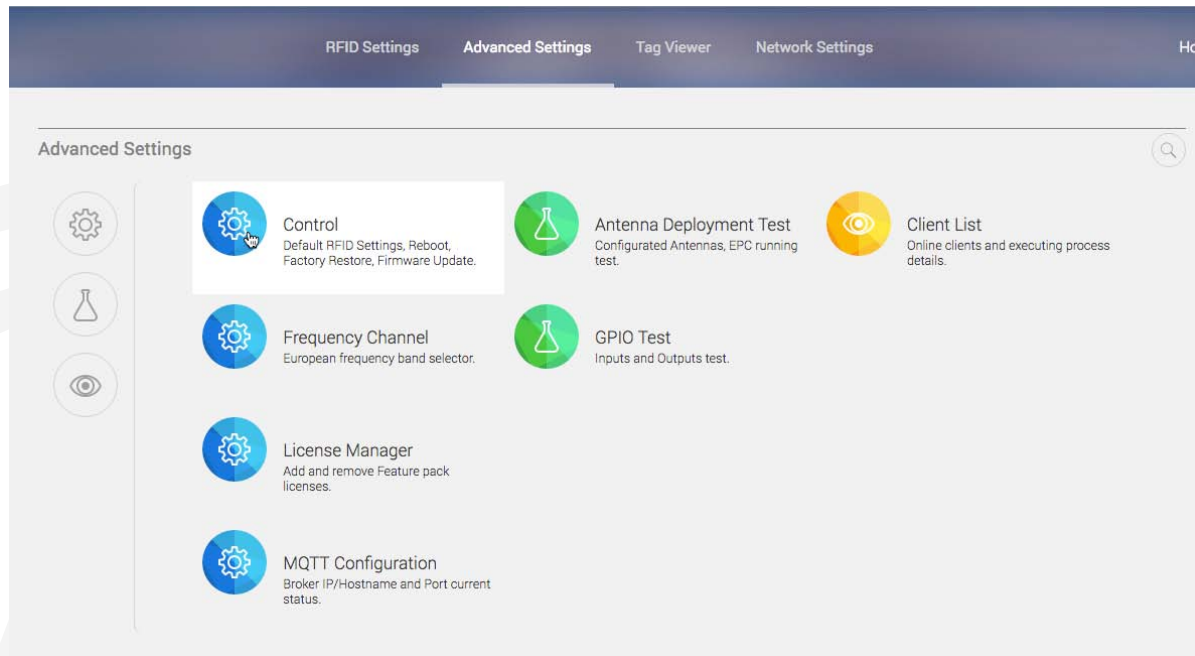 RFID Settings
Advanced Settings
Tag Viewer
Network Settings
Advanced Settings
Control
Default RFID Settings, Reboot,
Factory Restore, Firmware Update.
Antenna Deployment Test
Configurated Antennas, EPC running
test.
Client List
Online clients and executing process
details.
Frequency Channel
European frequency band selector.
GPIO Test
Inputs and Outputs test.
License Manager
Add and remove Feature pack
licenses.
MQTT Configuration
Broker IP/Hostname and Port current
status.